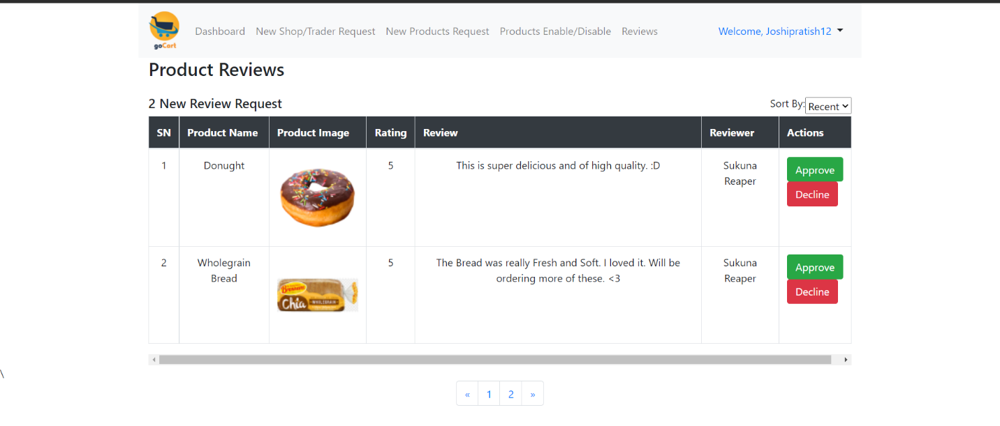 Dashboard New Shop/Trader Request New Products Request Products Enable/Disable Reviews Welcome, Joshipratish12
goCart
Product Reviews
2 New Review Request Sort By: Recent
SN Product Name Product Image Rating Review Reviewer Actions
1 Donught 5 This is super delicious and of high quality. :D Sukuna Approve
Reaper
Decline
2 Wholegrain 5 The Bread was really Fresh and Soft. I loved it. Will be Sukuna Approve
Bread ordering more of these. <3 Reaper
Chia WHOLEGRAIN
Decline
\
« 1 2 »